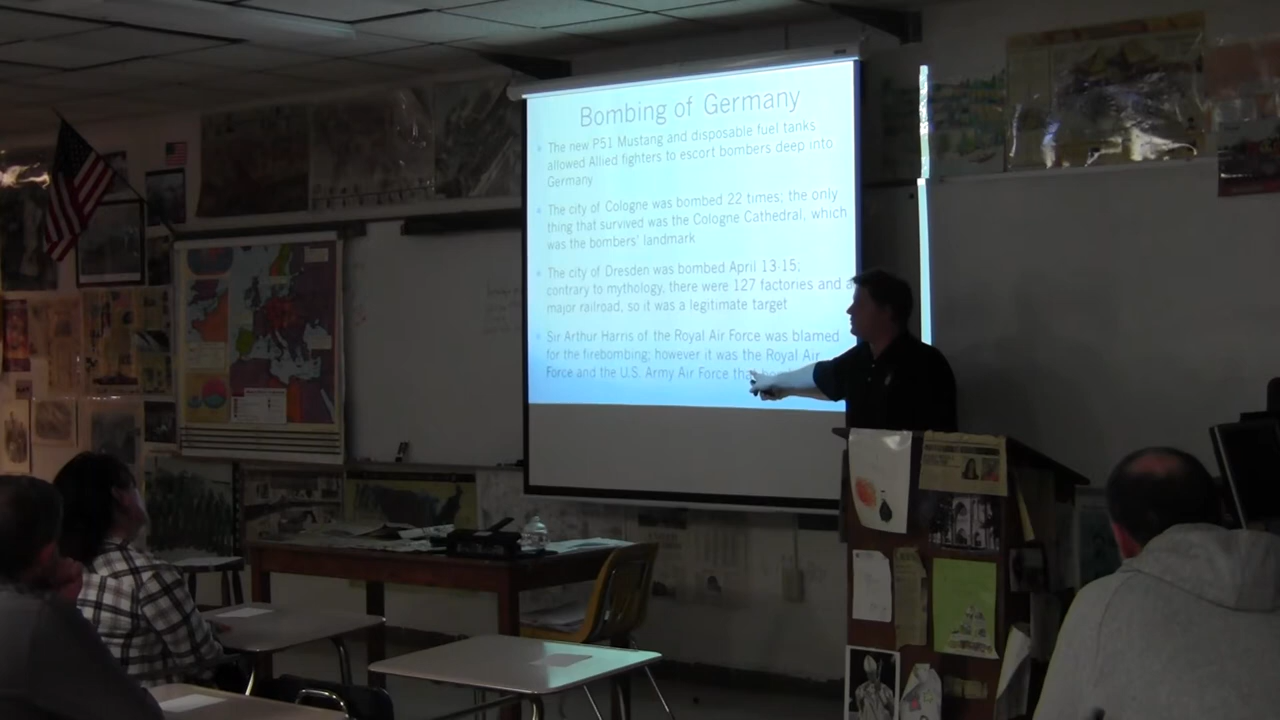 Bombing of Germany
The new P51 Mustang and disposable fuel tanks
allowed Allied fighters to escort bombers deep into
Germany
The city of Cologne was bombed 22 times; the only
thing that survived was the Cologne Cathedral, which
was the bombers' landmark
The city of Dresden was bombed April 13-15;
contrary to mythology, there were 127 factories and a
major railroad, so it was a legitimate target
Sir Arthur Harris of the Royal Air Force was blamed
for the firebombing; however it was the Royal Air
Force and the U.S. Army Air Force that